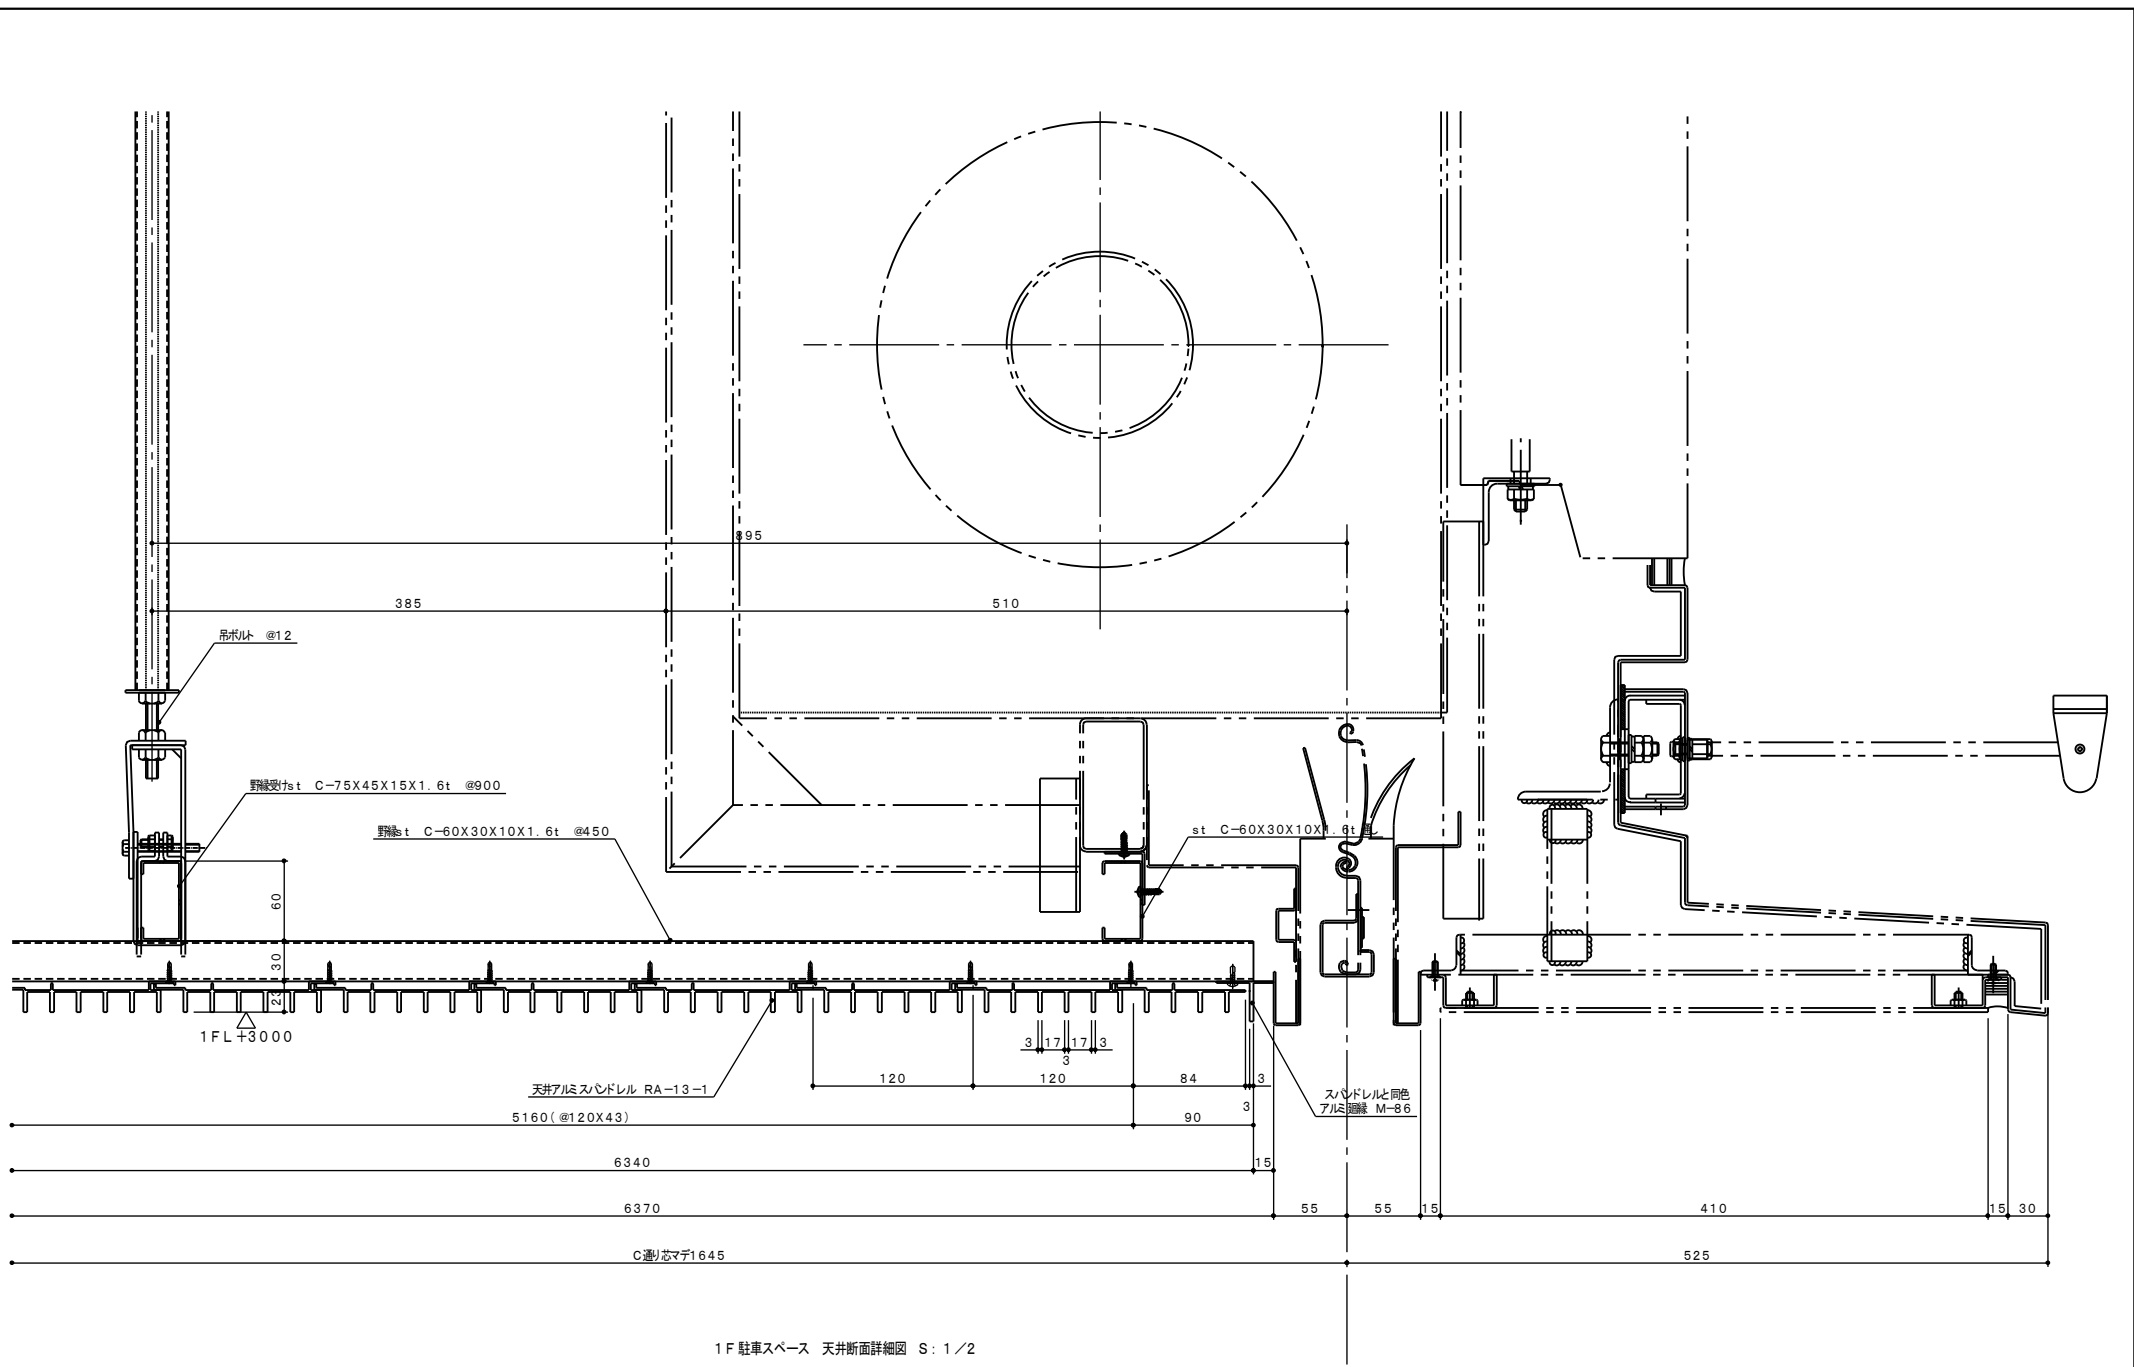 895
385
510
吊ボルト @12
野縁受けst C-75X45X15X1.6t @900
野縁st C-60X30X10X1.6t @450
st C-60X30X10X1.6t 通し
60
30
23
1FL+3000
3
17
3
17
3
120
120
84
3
3
天井アルミスパンドレル RA-13-1
スパンドレルと同色
アルミ廻縁 M-86
5160(@120X43)
90
6340
15
6370
55
55
15
410
15
30
C通り芯マデ1645
525
1F駐車スペース 天井断面詳細図 S:1/2